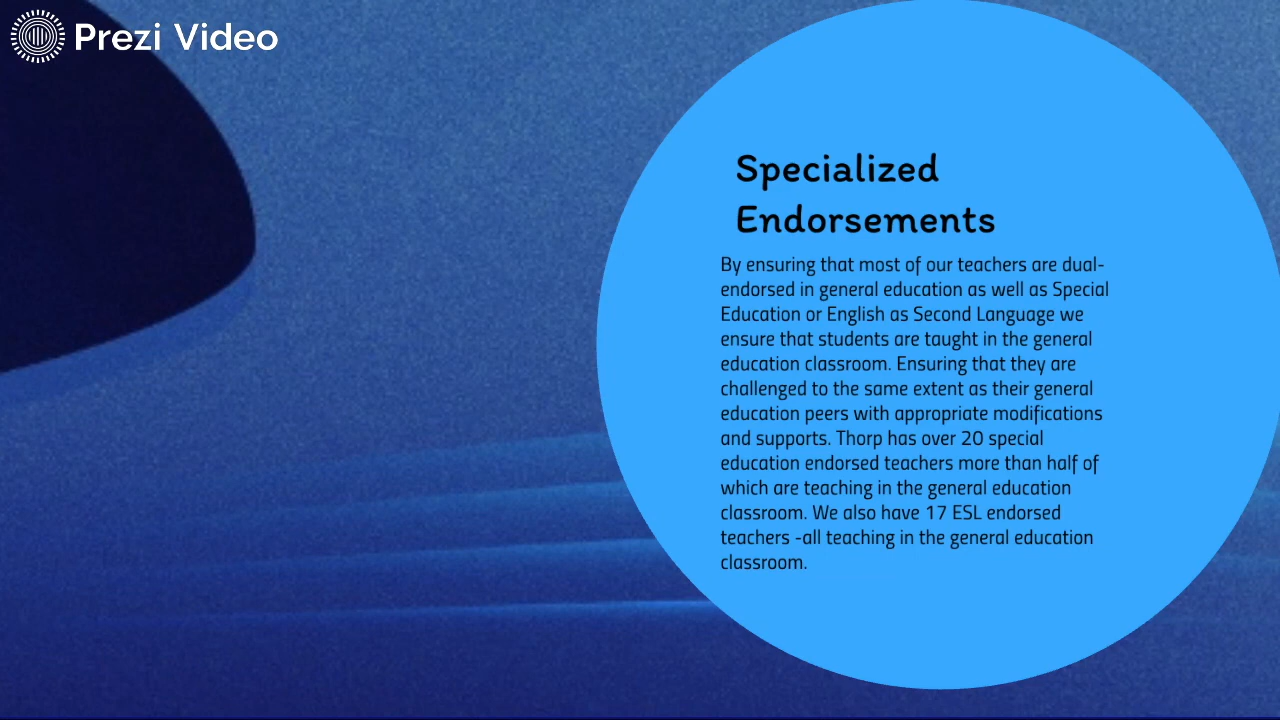 Prezi Video
Specialized
Endorsements
By ensuring that most of our teachers are dual-
endorsed in general education as well as Special
Education or English as Second Language we
ensure that students are taught in the general
education classroom. Ensuring that they are
challenged to the same extent as their general
education peers with appropriate modifications
and supports. Thorp has over 20 special
education endorsed teachers more than half of
which are teaching in the general education
classroom. We also have 17 ESL endorsed
teachers -all teaching in the general education
classroom.